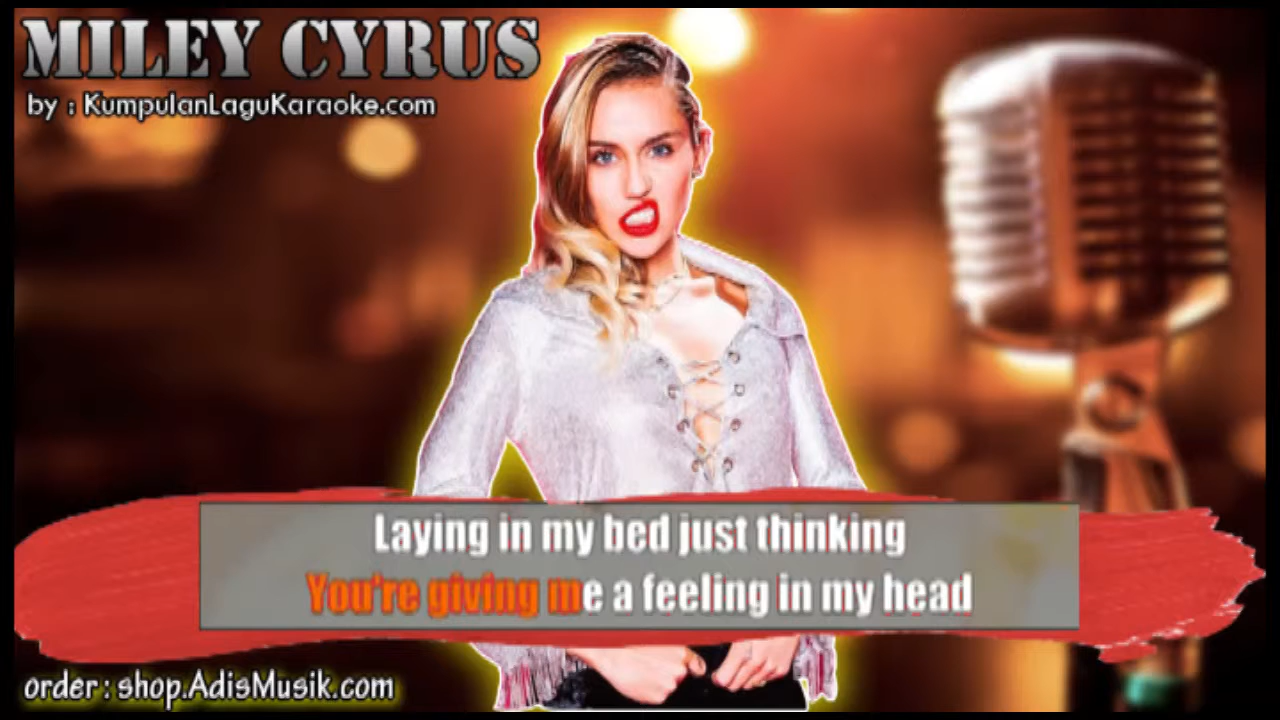 MILEY CYRUS
by : KumpulanLaguKaraoke.com
Laying in my bed just thinking
You're giving me a feeling in my head
order : shop.AdisMusik.com